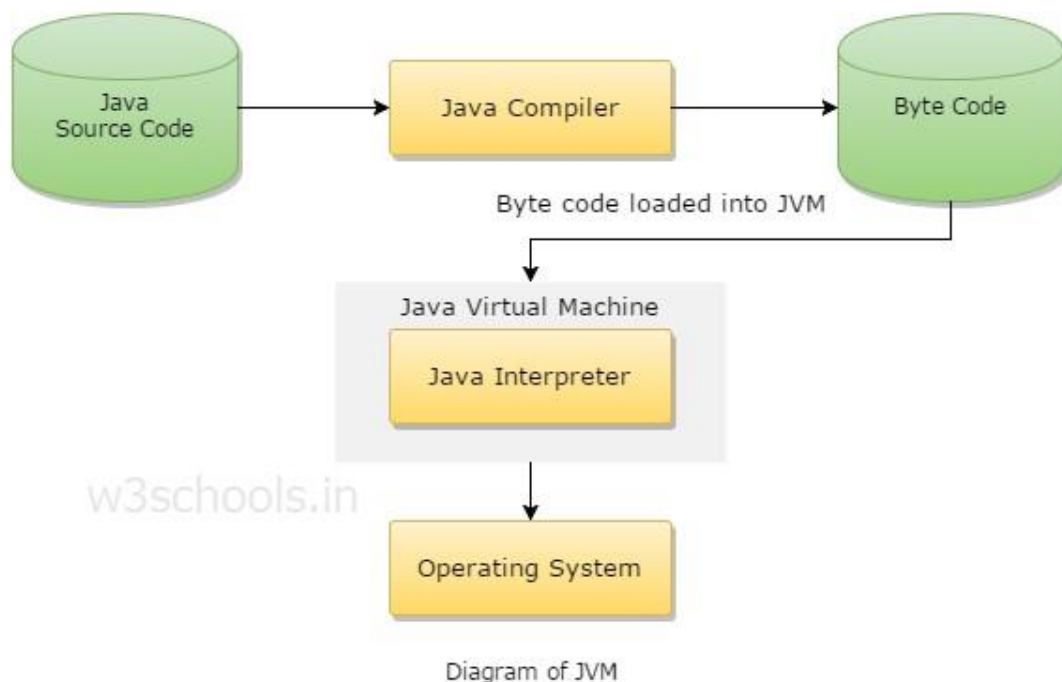 Java
Source Code
Java Compiler
Byte Code
Byte code loaded into JVM
Java Virtual Machine
Java Interpreter
w3schools.in
Operating System
Diagram of JVM